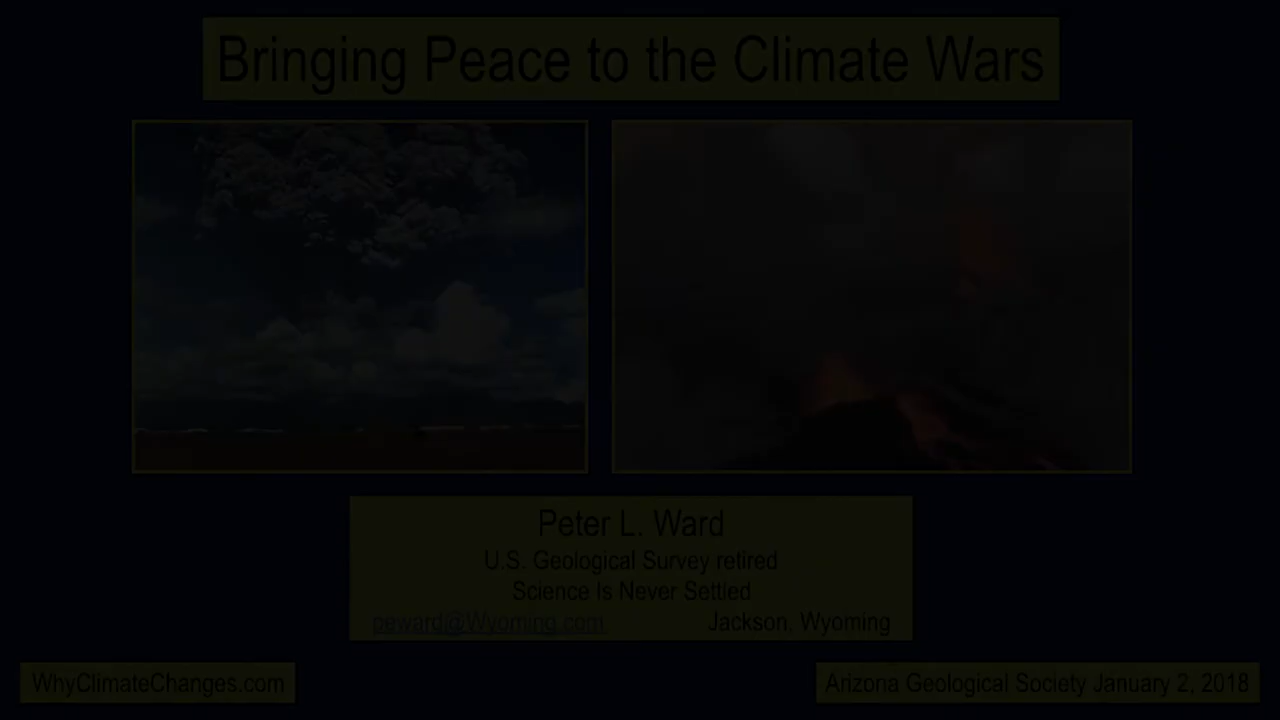 Bringing Peace to the Climate Wars
Peter L. Ward
U.S. Geological Survey retired
Science Is Never Settled
peward@Wyoming.com Jackson, Wyoming
WhyClimateChanges.com Arizona Geological Society January 2, 2018